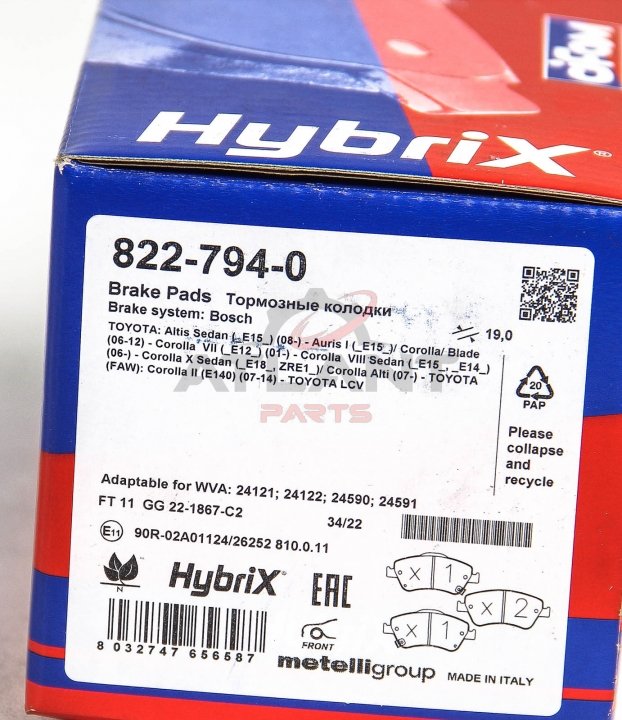 HybriX®
822-794-0
Brake Pads Тормозные колодки
Brake system: Bosch
19,0
TOYOTA: Altis Sedan (_E15_) (08-) - Auris I (_E15_)/ Corolla/ Blade
(06-12) - Corolla VII (_E12_) (01-) - Corolla VIII Sedan (_E15_, _E14_)
(06-) - Corolla X Sedan (_E18_, ZRE1_)/ Corolla Alti (07-) - TOYOTA
(FAW): Corolla II (E140) (07-14) - TOYOTA LCV
ATLANT
PARTS
20
PAP
Please
collapse
and
recycle
Adaptable for WVA: 24121; 24122; 24590; 24591
FT 11 GG 22-1867-C2
34/22
E11 90R-02A01124/26252 810.0.11
N
HybriX®
EAC
x 1
x 2
x 1
8 032747 656587
FRONT
metelligroup
MADE IN ITALY